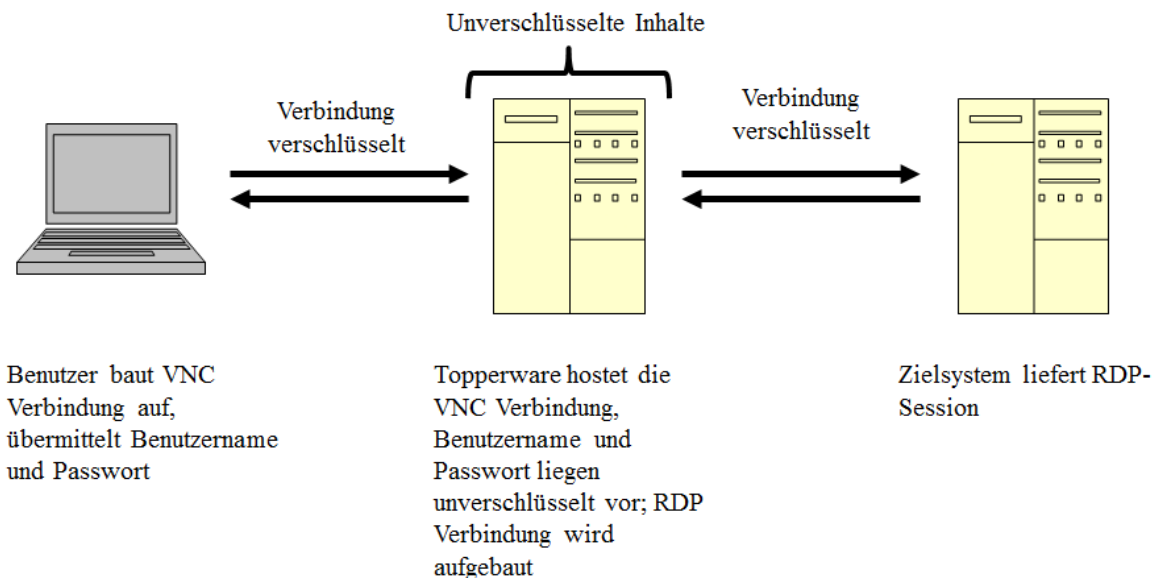 Unverschlüsselte Inhalte
Verbindung
verschlüsselt
Verbindung
verschlüsselt
Benutzer baut VNC
Verbindung auf,
übermittelt Benutzername
und Passwort
Topperware hostet die
VNC Verbindung,
Benutzername und
Passwort liegen
unverschlüsselt vor; RDP
Verbindung wird
aufgebaut
Zielsystem liefert RDP-
Session